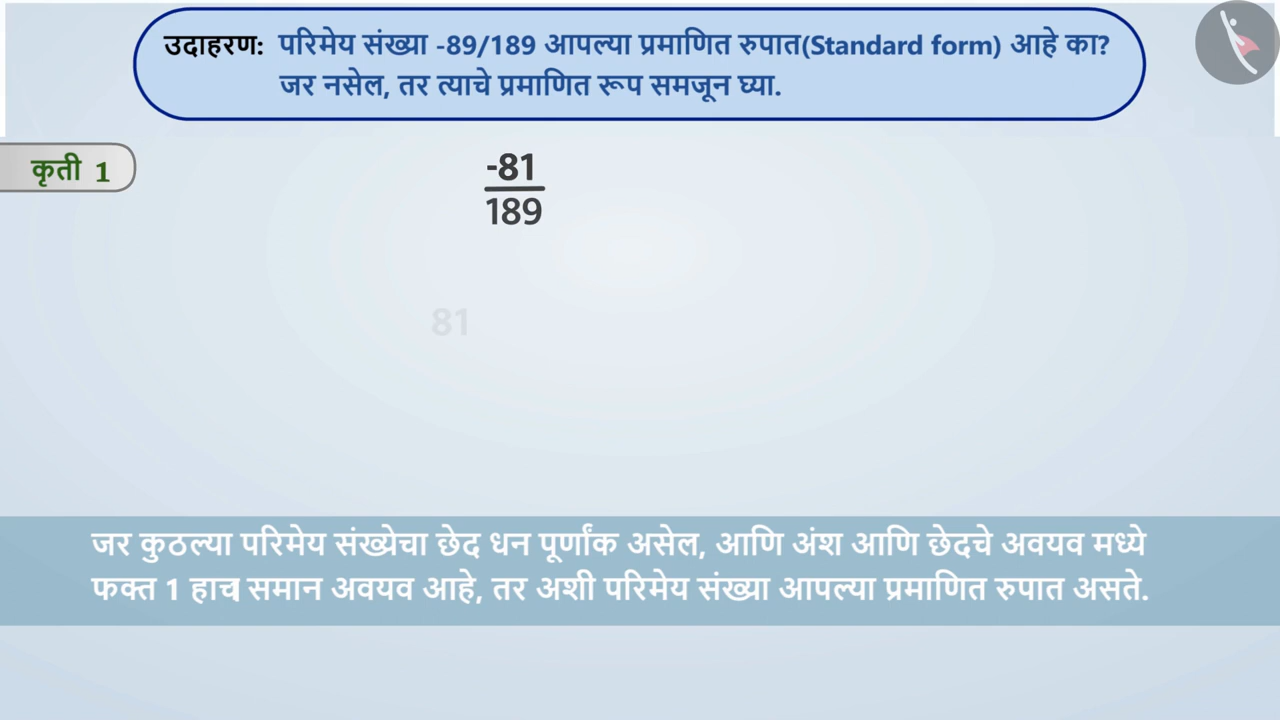 उदाहरण: परिमेय संख्या -89/189 आपल्या प्रमाणित रुपात(Standard form) आहे का?
जर नसेल, तर त्याचे प्रमाणित रूप समजून घ्या.
कृती 1
-81
189
81
जर कुठल्या परिमेय संख्येचा छेद धन पूर्णांक असेल, आणि अंश आणि छेदचे अवयव मध्ये
फक्त 1 हाच समान अवयव आहे, तर अशी परिमेय संख्या आपल्या प्रमाणित रुपात असते.